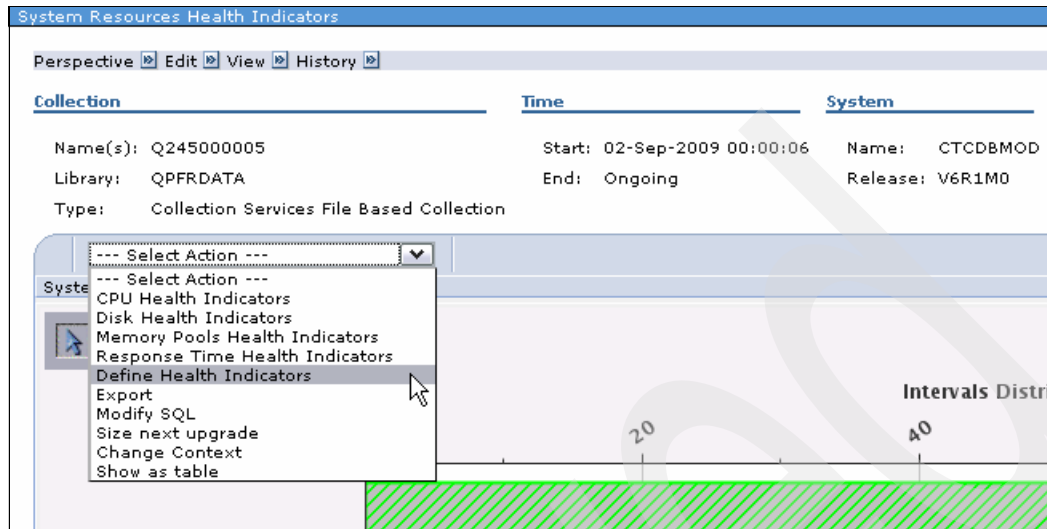 System Resources Health Indicators
Perspective Edit View History
Collection Time System
Name(s): Q245000005 Start: 02-Sep-2009 00:00:06 Name: CTCDBMOD
Library: QPFRDATA End: Ongoing Release: V6R1M0
Type: Collection Services File Based Collection
--- Select Action ---
--- Select Action ---
Syste
CPU Health Indicators
Disk Health Indicators
Memory Pools Health Indicators
Response Time Health Indicators
Define Health Indicators
Export
Intervals Distri
Modify SQL
Size next upgrade
20 40
Change Context
Show as table